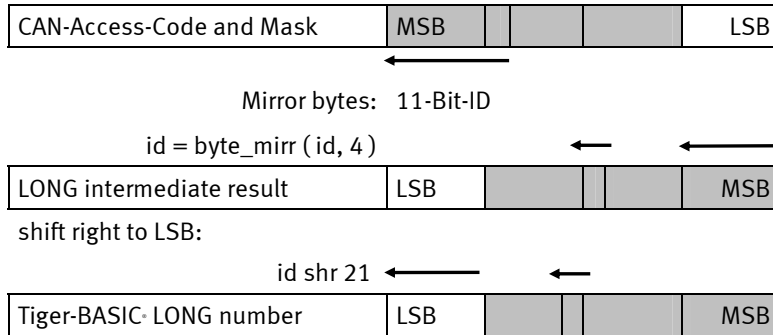 CAN-Access-Code and Mask MSB LSB
Mirror bytes: 11-Bit-ID
id = byte_mirr ( id, 4 )
LONG intermediate result LSB MSB
shift right to LSB:
id shr 21
Tiger-BASIC® LONG number LSB MSB